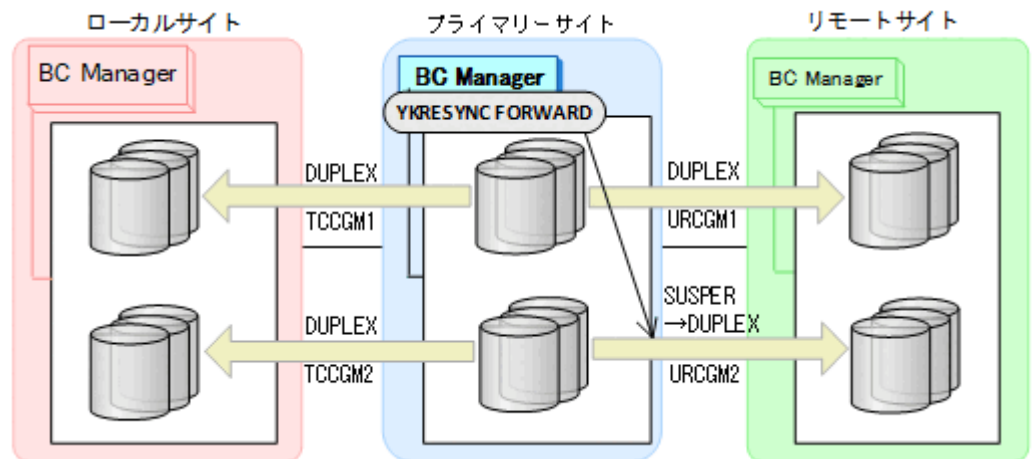 ローカルサイト
プライマリーサイト
リモートサイト
BC Manager
BC Manager
BC Manager
YKRESYNC FORWARD
DUPLEX
TCCGM1
DUPLEX
URCGM1
DUPLEX
TCCGM2
SUSPER
→DUPLEX
URCGM2